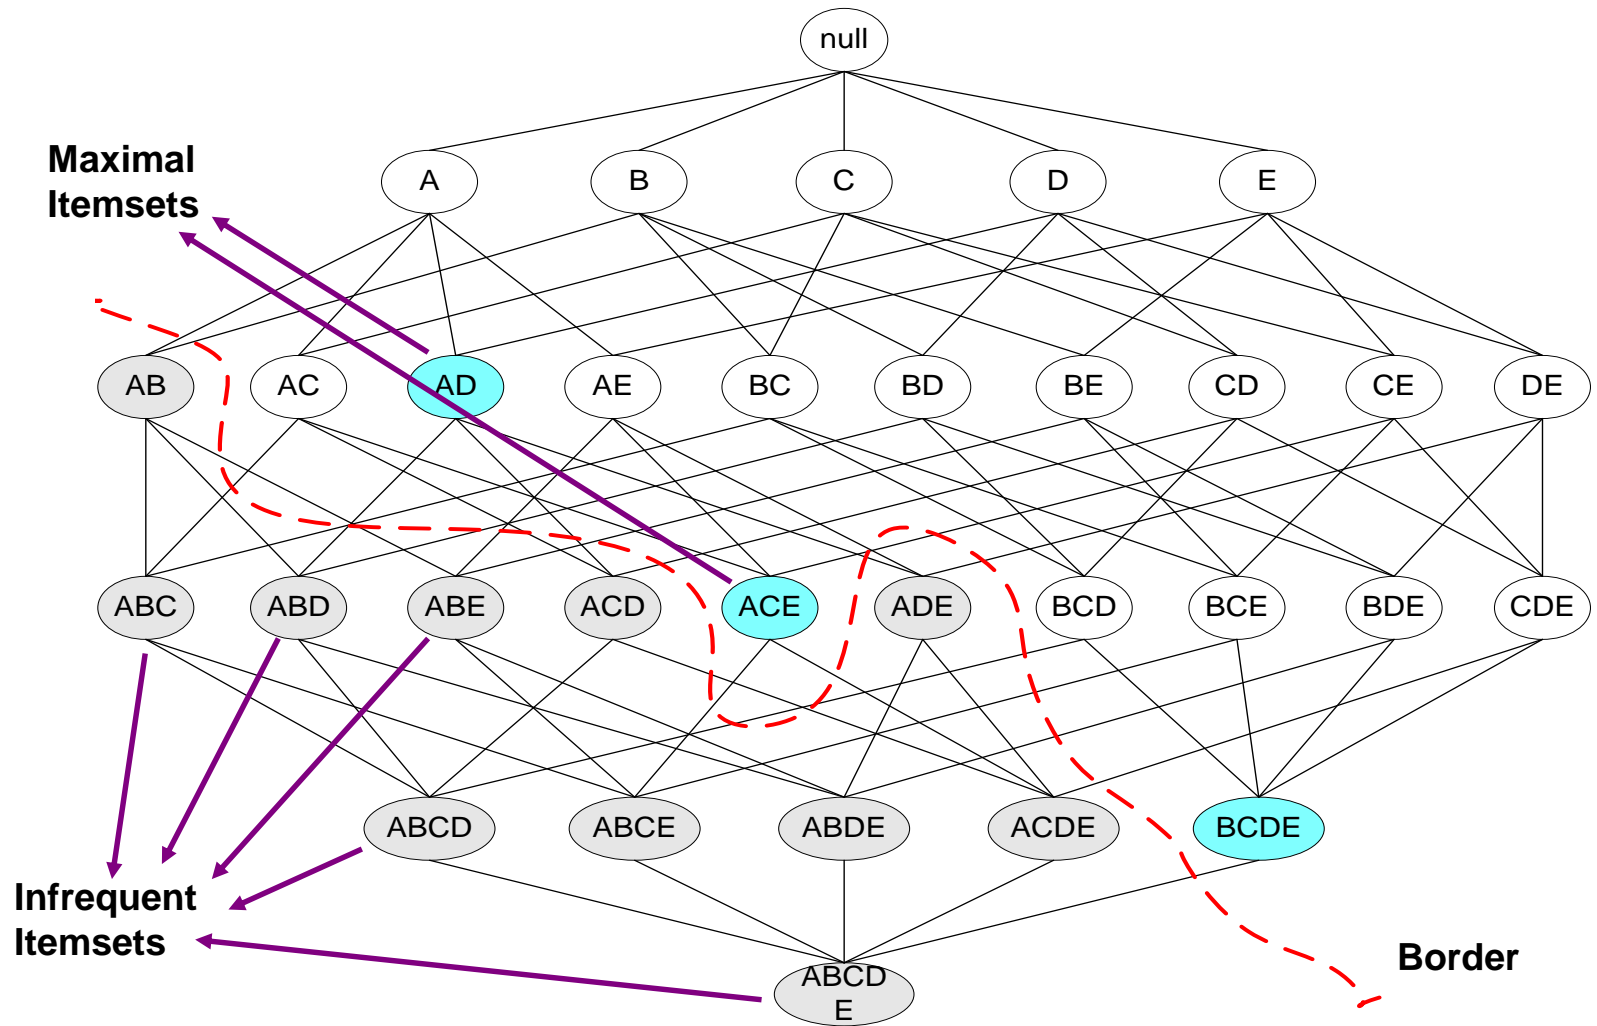 null
Maximal
Itemsets
A B C D E
AB AC AD AE BC BD BE CD CE DE
ABC ABD ABE ACD ACE ADE BCD BCE BDE CDE
ABCD ABCE ABDE ACDE BCDE
Infrequent
Itemsets
Border
ABCD
E